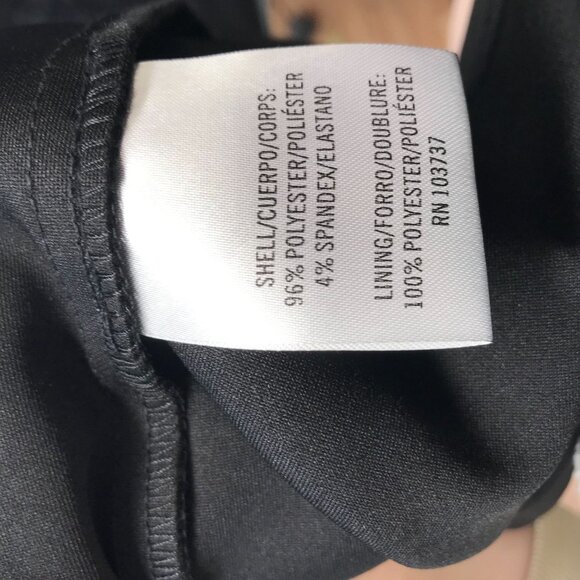 SHELL/CUERPO/CORPS:
96% POLYESTER/POLIÉSTER
4% SPANDEX/ELASTANO
LINING/FORRO/DOUBLURE:
100% POLYESTER/POLIÉSTER
RN 103737